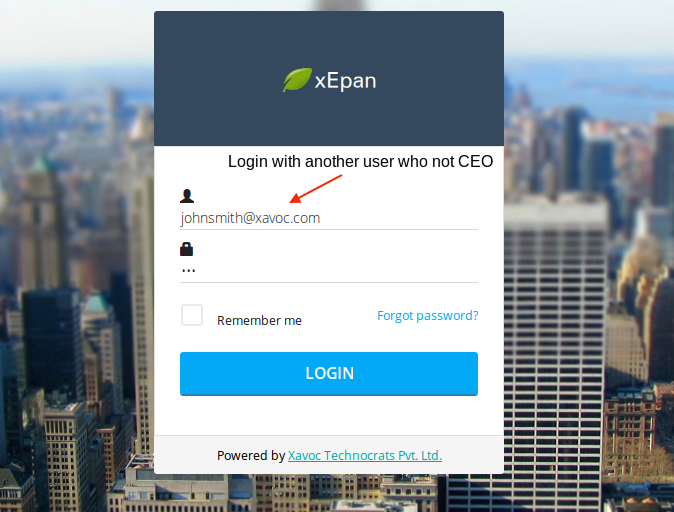 xEpan
Login with another user who not CEO
johnsmith@xavoc.com
•••
Remember me
Forgot password?
LOGIN
Powered by Xavoc Technocrats Pvt. Ltd.